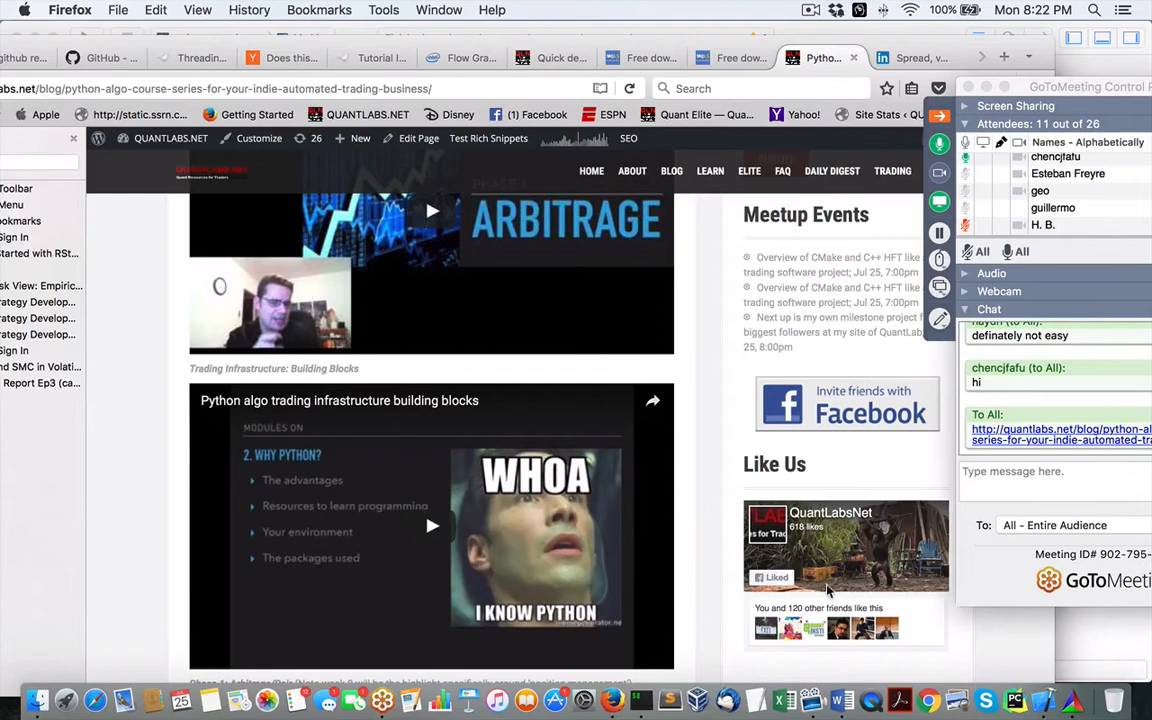 Firefox File Edit View History Bookmarks Tools Window Help 100% Mon 8:22 PM
github re... GitHub - ... Threadin... Does this... Tutorial I... Flow Gra... Quick de... Free dow... Free dow... Pytho... Spread, v...
abs.net/blog/python-algo-course-series-for-your-indie-automated-trading-business/ Search
Apple http://static.ssrn.c... Getting Started QUANTLABS.NET Disney (1) Facebook ESPN Quant Elite — Qua... Yahoo! Site Stats ‹ QU
QUANTLABS.NET Customize 26 New Edit Page Test Rich Snippets SEO
HOME ABOUT BLOG LEARN ELITE FAQ DAILY DIGEST TRADING
Toolbar
Menu
ookmarks
Sign In
Started with RSt...
sk View: Empiric...
trategy Develop...
trategy Develop...
trategy Develop...
Sign In
nd SMC in Volati...
Report Ep3 (ca...
ARBITRAGE
Trading Infrastructure: Building Blocks
Python algo trading infrastructure building blocks
MODULES ON
2. WHY PYTHON?
The advantages
Resources to learn programming
Your environment
The packages used
WHOA
I KNOW PYTHON
Meetup Events
Overview of CMake and C++ HFT like
trading software project; Jul 25, 7:00pm
Overview of CMake and C++ HFT like
trading software project; Jul 25, 7:00pm
Next up is my own milestone project f
biggest followers at my site of QuantLab
25, 8:00pm
Invite friends with
Facebook
Like Us
QuantLabsNet
618 likes
Liked
You and 120 other friends like this
GoToMeeting Control P
Screen Sharing
Attendees: 11 out of 26
Names - Alphabetically
chencjfafu
Esteban Freyre
geo
guillermo
H. B.
All All
Audio
Webcam
Chat
definately not easy
chencjfafu (to All):
hi
To All:
http://quantlabs.net/blog/python-al
series-for-your-indie-automated-tra
Type message here.
To: All - Entire Audience
Meeting ID# 902-795-
GoToMeeti